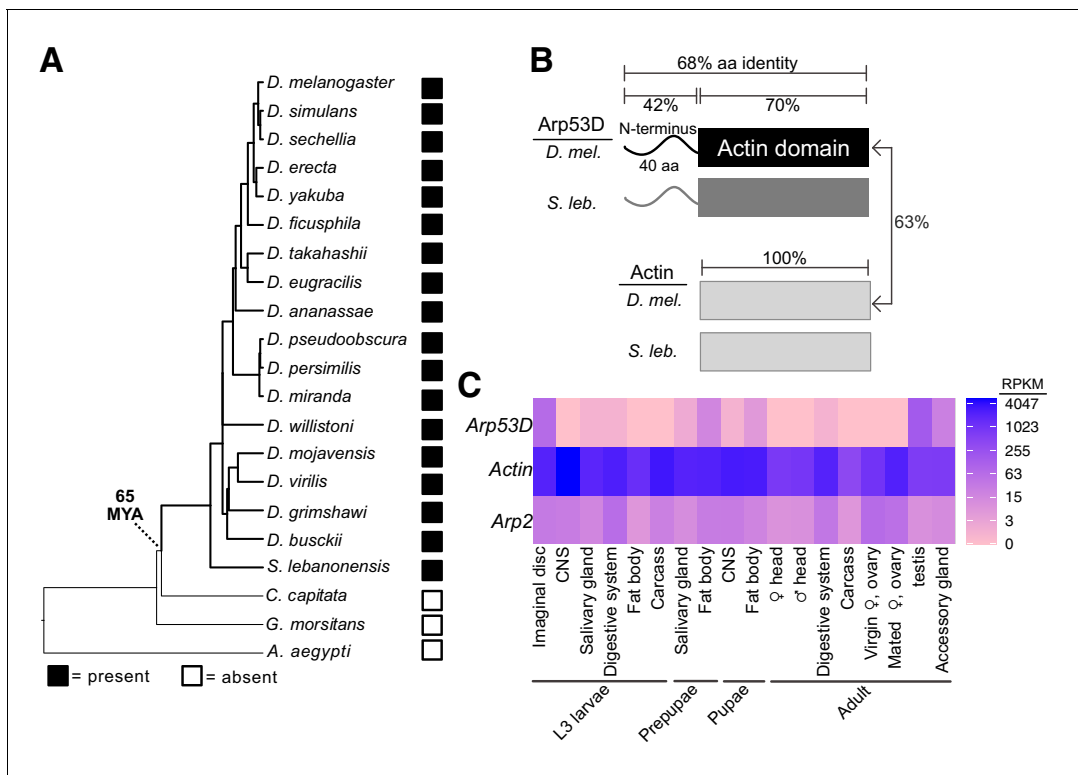 A
D. melanogaster
D. simulans
D. sechellia
D. erecta
D. yakuba
D. ficusphila
D. takahashii
D. eugracilis
D. ananassae
D. pseudoobscura
D. persimilis
D. miranda
D. willistoni
D. mojavensis
D. virilis
D. grimshawi
D. busckii
S. lebanonensis
C. capitata
G. morsitans
A. aegypti
65
MYA
= present
= absent
B
68% aa identity
42%
70%
Arp53D
D. mel.
N-terminus
40 aa
Actin domain
S. leb.
63%
100%
Actin
D. mel.
S. leb.
C
RPKM
4047
1023
255
63
15
3
0
Arp53D
Actin
Arp2
Imaginal disc
CNS
Salivary gland
Digestive system
Fat body
Carcass
Salivary gland
Fat body
CNS
Fat body
♀ head
♂ head
Digestive system
Carcass
Virgin ♀, ovary
Mated ♀, ovary
testis
Accessory gland
L3 larvae
Prepupae
Pupae
Adult